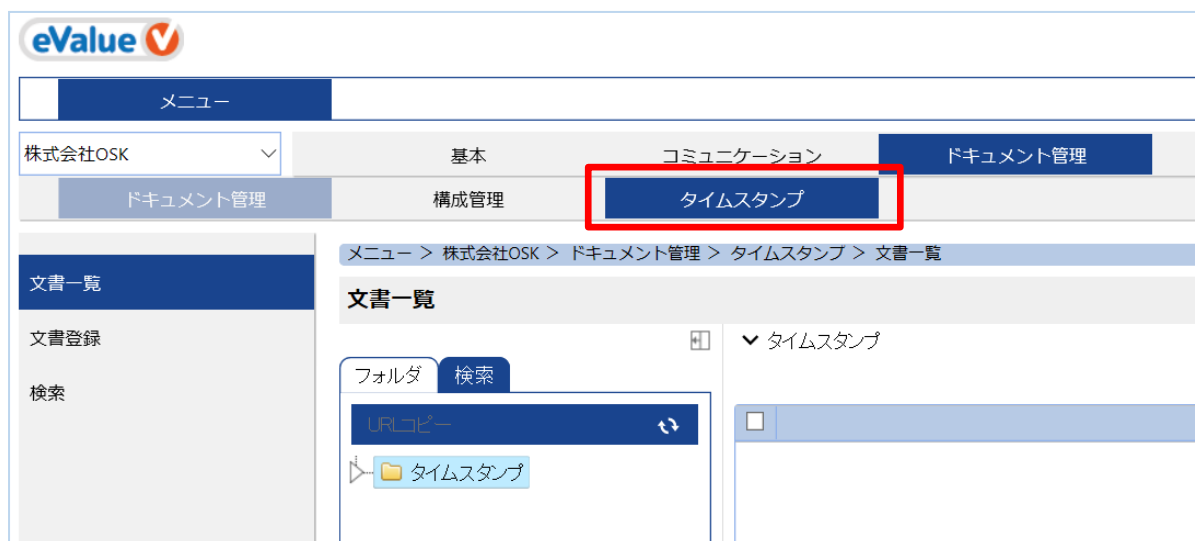 eValue V
メニュー
株式会社OSK 基本 コミュニケーション ドキュメント管理
ドキュメント管理 構成管理 タイムスタンプ
メニュー > 株式会社OSK > ドキュメント管理 > タイムスタンプ > 文書一覧
文書一覧
文書一覧
文書登録
検索
タイムスタンプ
フォルダ 検索
URLコピー
タイムスタンプ